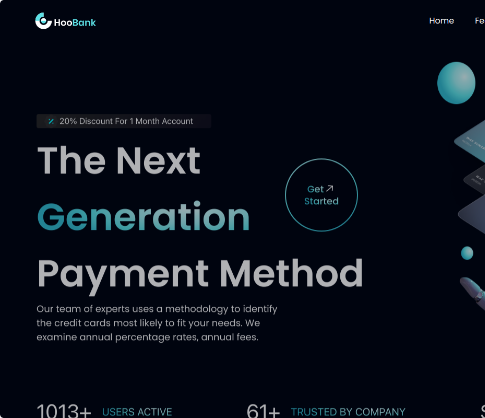 HooBank
Home
Fe
20% Discount For 1 Month Account
The Next
Generation
Get
Started
Payment Method
Our team of experts uses a methodology to identify
the credit cards most likely to fit your needs. We
examine annual percentage rates, annual fees.
1013+ USERS ACTIVE
61+ TRUSTED BY COMPANY